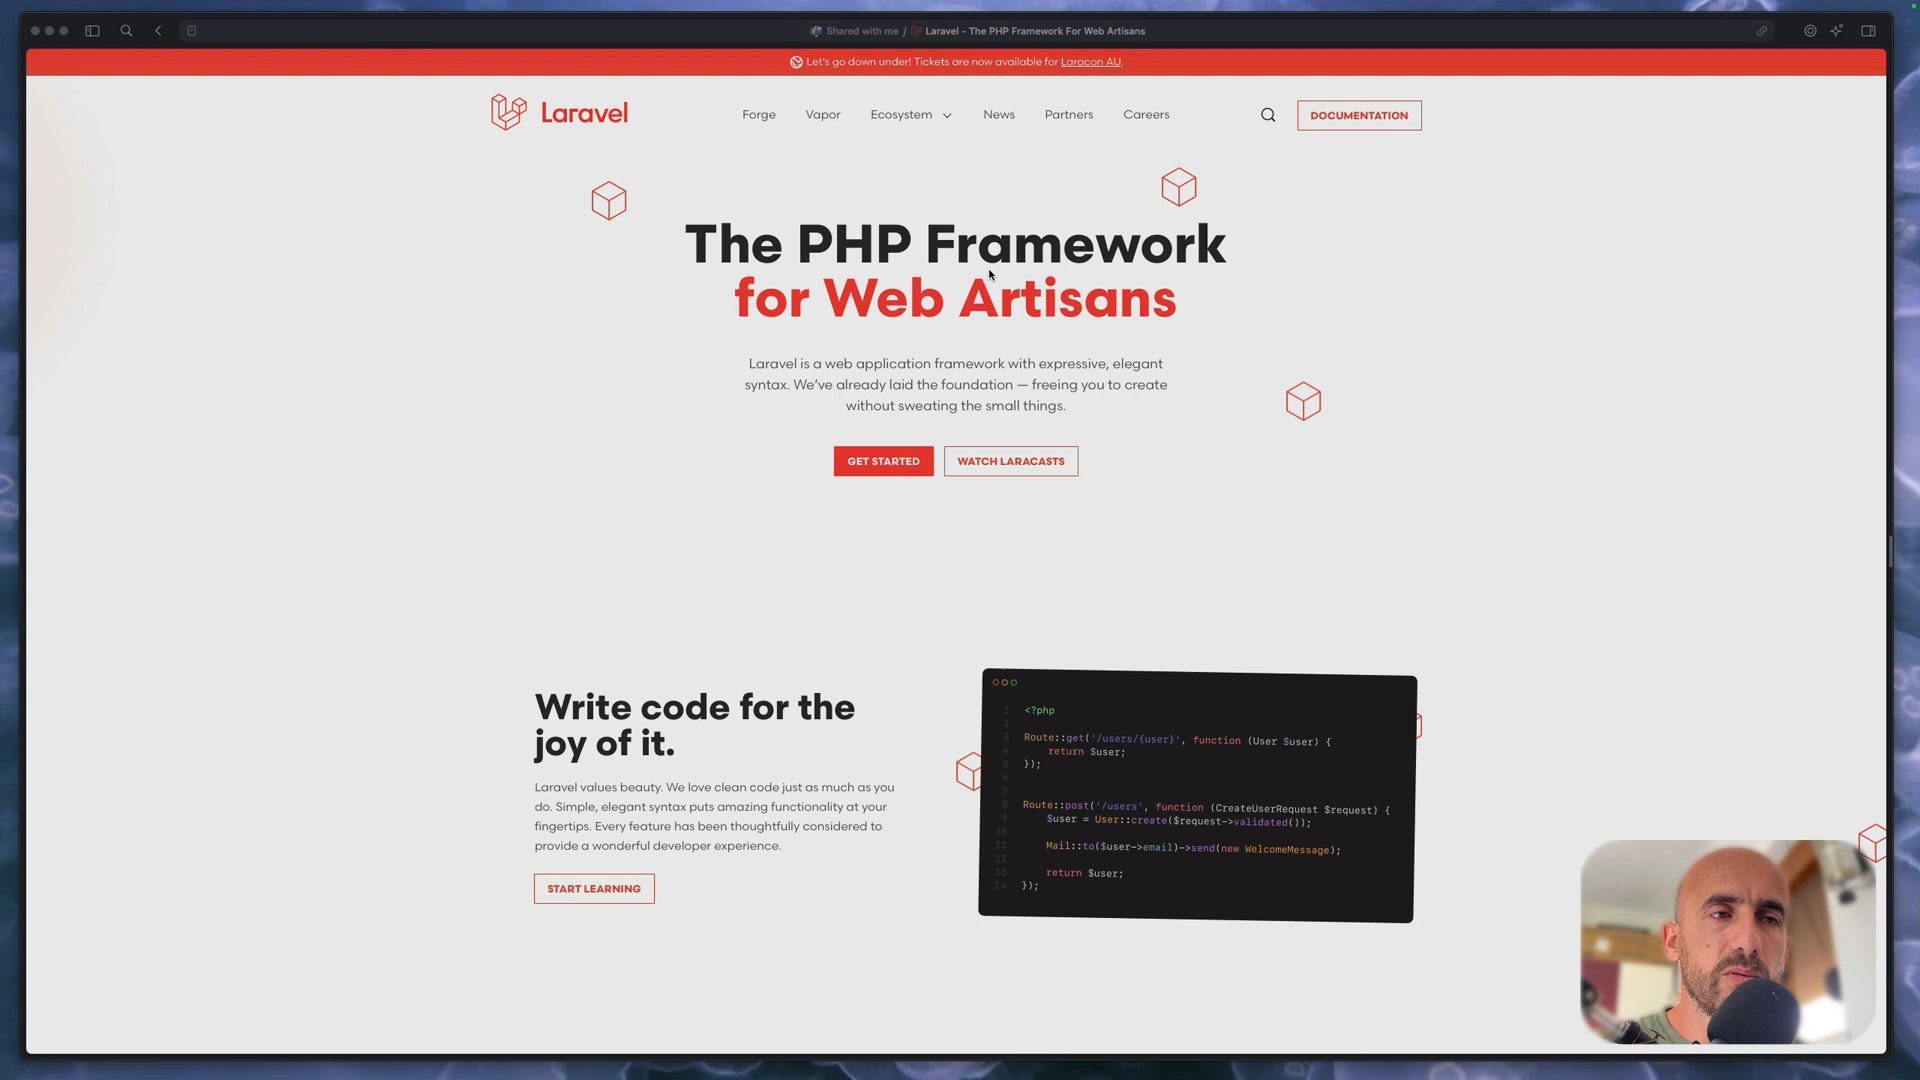 Shared with me / Laravel - The PHP Framework For Web Artisans
Let's go down under! Tickets are now available for Laracon AU.
Laravel
Forge Vapor Ecosystem News Partners Careers
DOCUMENTATION
The PHP Framework
for Web Artisans
Laravel is a web application framework with expressive, elegant
syntax. We've already laid the foundation — freeing you to create
without sweating the small things.
GET STARTED WATCH LARACASTS
Write code for the
joy of it.
Laravel values beauty. We love clean code just as much as you
do. Simple, elegant syntax puts amazing functionality at your
fingertips. Every feature has been thoughtfully considered to
provide a wonderful developer experience.
START LEARNING
1 <?php
2
3 Route::get('/users/{user}', function (User $user) {
4 return $user;
5 });
6
7
8 Route::post('/users', function (CreateUserRequest $request) {
9 $user = User::create($request->validated());
10
11 Mail::to($user->email)->send(new WelcomeMessage);
12
13 return $user;
14 });